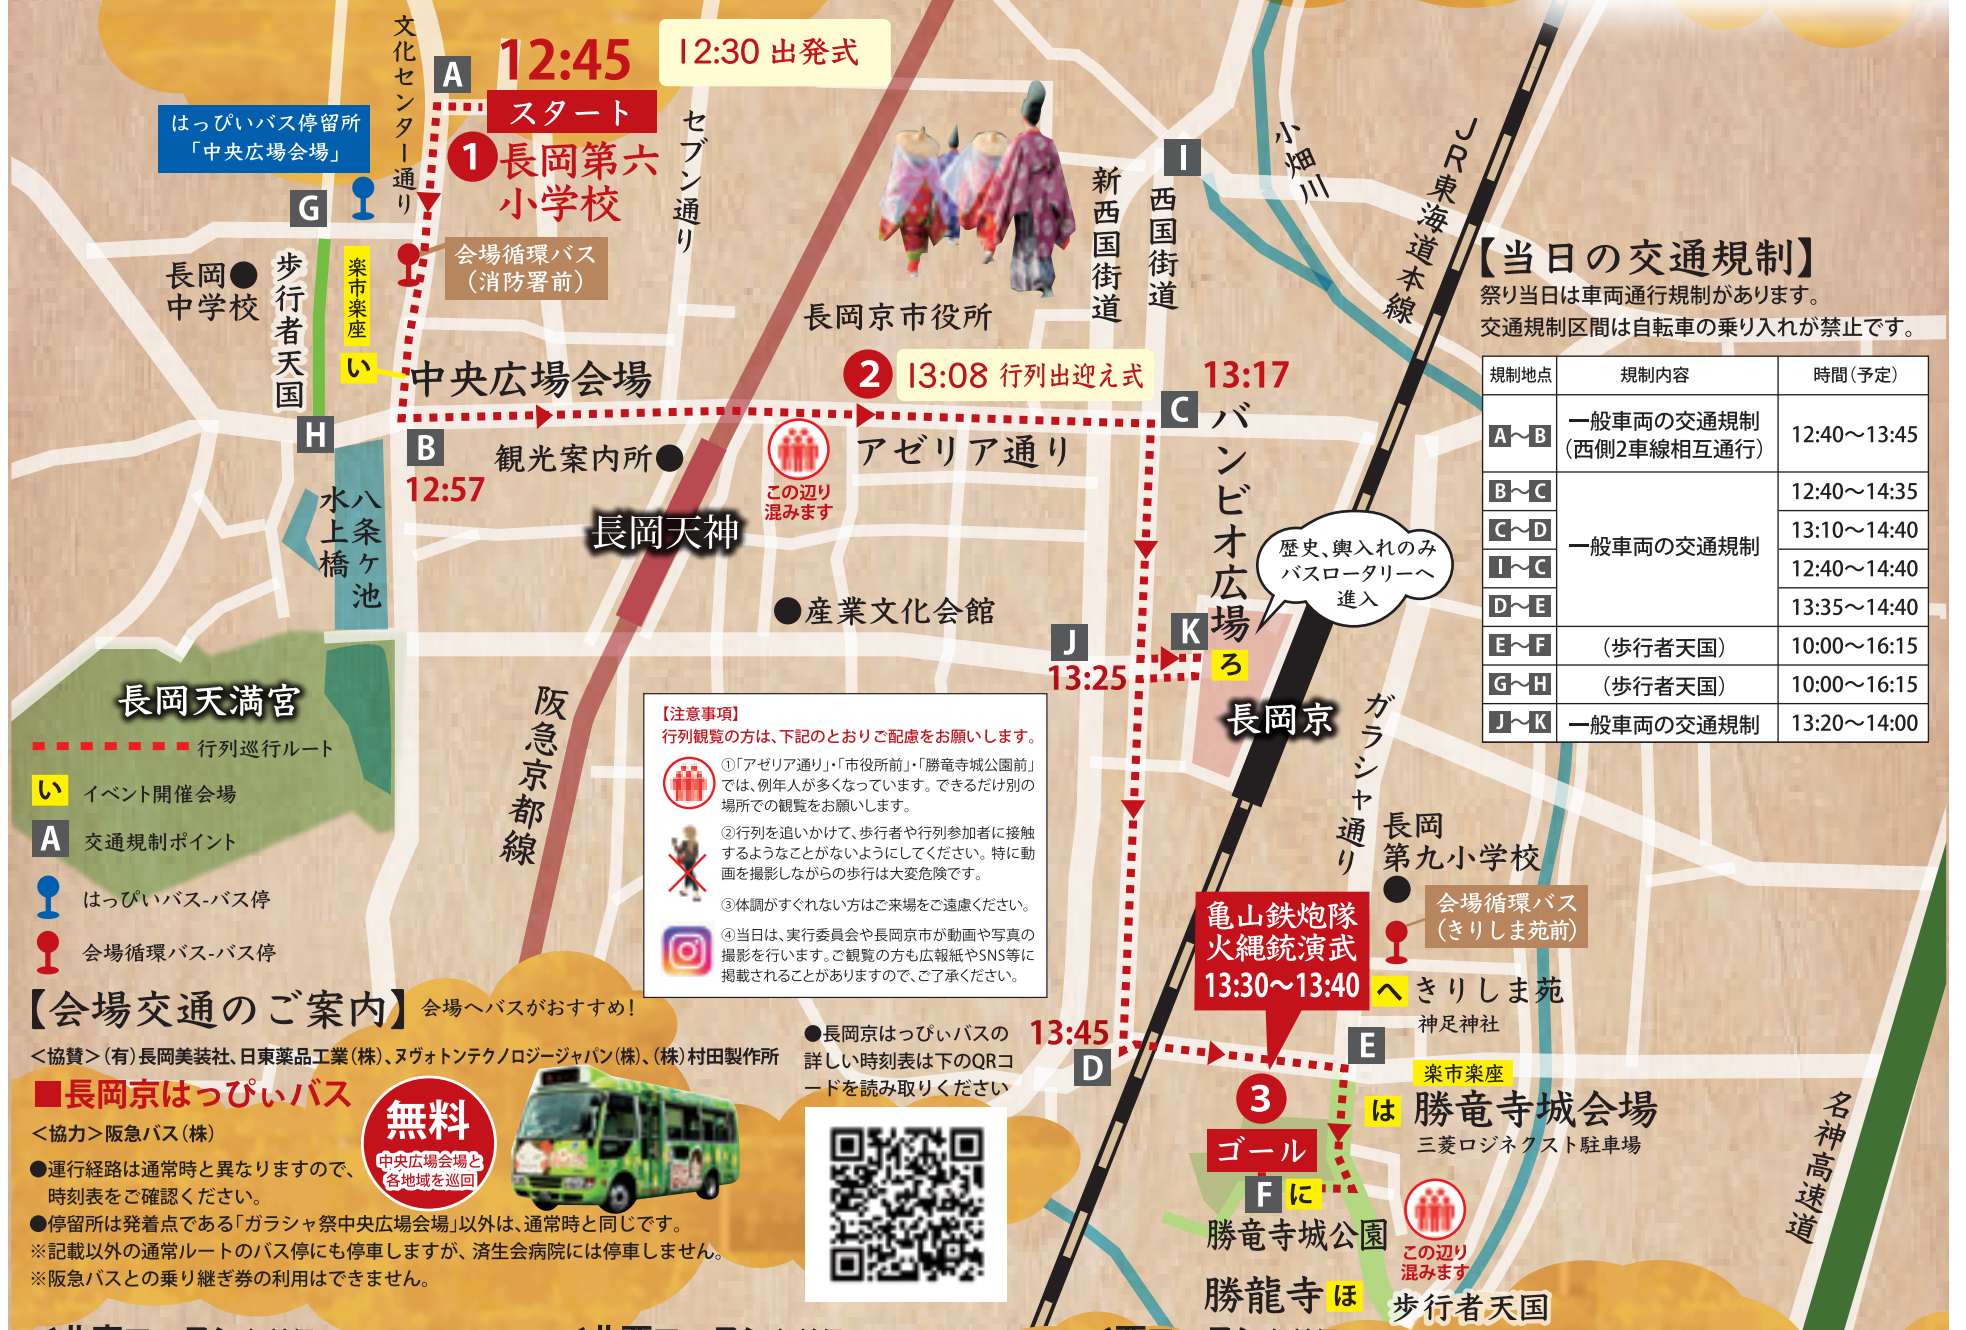 12:45
12:30 出発式
A
スタート
1
長岡第六
小学校
文化センター通り
はっぴいバス停留所
「中央広場会場」
G
楽市楽座
い
会場循環バス
(消防署前)
長岡●
中学校
歩行者天国
H
セブン通り
中央広場会場
B
12:57
観光案内所●
長岡天神
八条ヶ池
水上橋
長岡京市役所
2
13:08 行列出迎え式
この辺り
混みます
アゼリア通り
新西国街道
西国街道
I
小畑川
JR東海道本線
13:17
C
バンビオ広場
歴史、輿入れのみ
バスロータリーへ
進入
●産業文化会館
J
13:25
K
ろ
長岡京
ガラシャ通り
【当日の交通規制】
祭り当日は車両通行規制があります。
交通規制区間は自転車の乗り入れが禁止です。
規制地点 規制内容 時間(予定)
A〜B 一般車両の交通規制
(西側2車線相互通行) 12:40〜13:45
B〜C 12:40〜14:35
C〜D 13:10〜14:40
一般車両の交通規制
I〜C 12:40〜14:40
D〜E 13:35〜14:40
E〜F (歩行者天国) 10:00〜16:15
G〜H (歩行者天国) 10:00〜16:15
J〜K 一般車両の交通規制 13:20〜14:00
長岡天満宮
行列巡行ルート
い イベント開催会場
A 交通規制ポイント
はっぴいバス-バス停
会場循環バス-バス停
阪急京都線
【注意事項】
行列観覧の方は、下記のとおりご配慮をお願いします。
①「アゼリア通り」・「市役所前」・「勝竜寺城公園前」
では、例年人が多くなっています。できるだけ別の
場所での観覧をお願いします。
②行列を追いかけて、歩行者や行列参加者に接触
するようなことがないようにしてください。特に動
画を撮影しながらの歩行は大変危険です。
③体調がすぐれない方はご来場をご遠慮ください。
④当日は、実行委員会や長岡京市が動画や写真の
撮影を行います。ご観覧の方も広報紙やSNS等に
掲載されることがありますので、ご了承ください。
長岡
第九小学校
会場循環バス
(きりしま苑前)
亀山鉄炮隊
火縄銃演武
13:30〜13:40
へ きりしま苑
神足神社
13:45
D
E
楽市楽座
は 勝竜寺城会場
三菱ロジネクスト駐車場
3
ゴール
F に
勝竜寺城公園
この辺り
混みます
勝龍寺 ほ
歩行者天国
名神高速道
【会場交通のご案内】 会場へバスがおすすめ!
<協賛>(有)長岡美装社、日東薬品工業(株)、ヌヴォトンテクノロジージャパン(株)、(株)村田製作所
■長岡京はっぴぃバス
<協力>阪急バス(株)
無料
中央広場会場と
各地域を巡回
●運行経路は通常時と異なりますので、
時刻表をご確認ください。
●停留所は発着点である「ガラシャ祭中央広場会場」以外は、通常時と同じです。
※記載以外の通常ルートのバス停にも停車しますが、済生会病院には停車しません。
※阪急バスとの乗り継ぎ券の利用はできません。
●長岡京はっぴぃバスの
詳しい時刻表は下のQRコ
ードを読み取りください